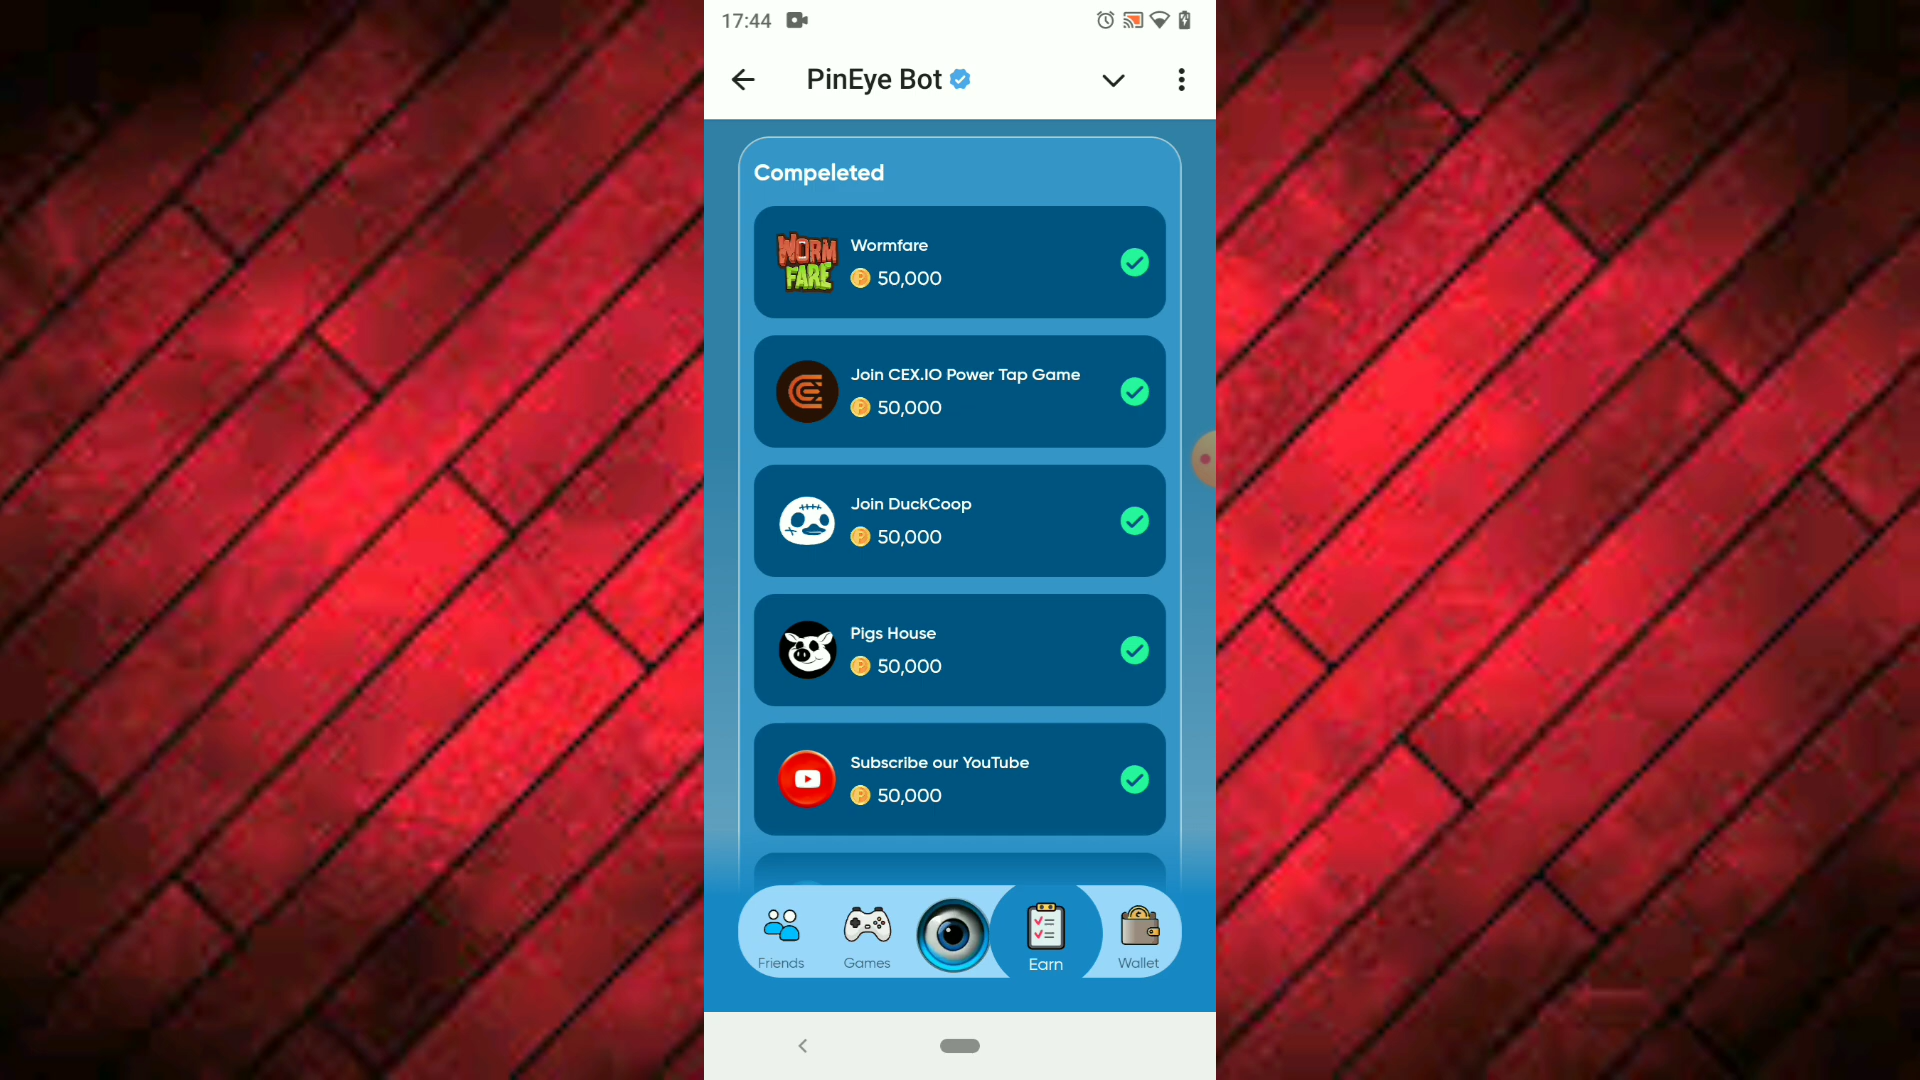 17:44
PinEye Bot
Compeleted
WORM
FARE
Wormfare
50,000
Join CEX.IO Power Tap Game
50,000
Join DuckCoop
50,000
Pigs House
50,000
Subscribe our YouTube
50,000
Friends
Games
Earn
Wallet